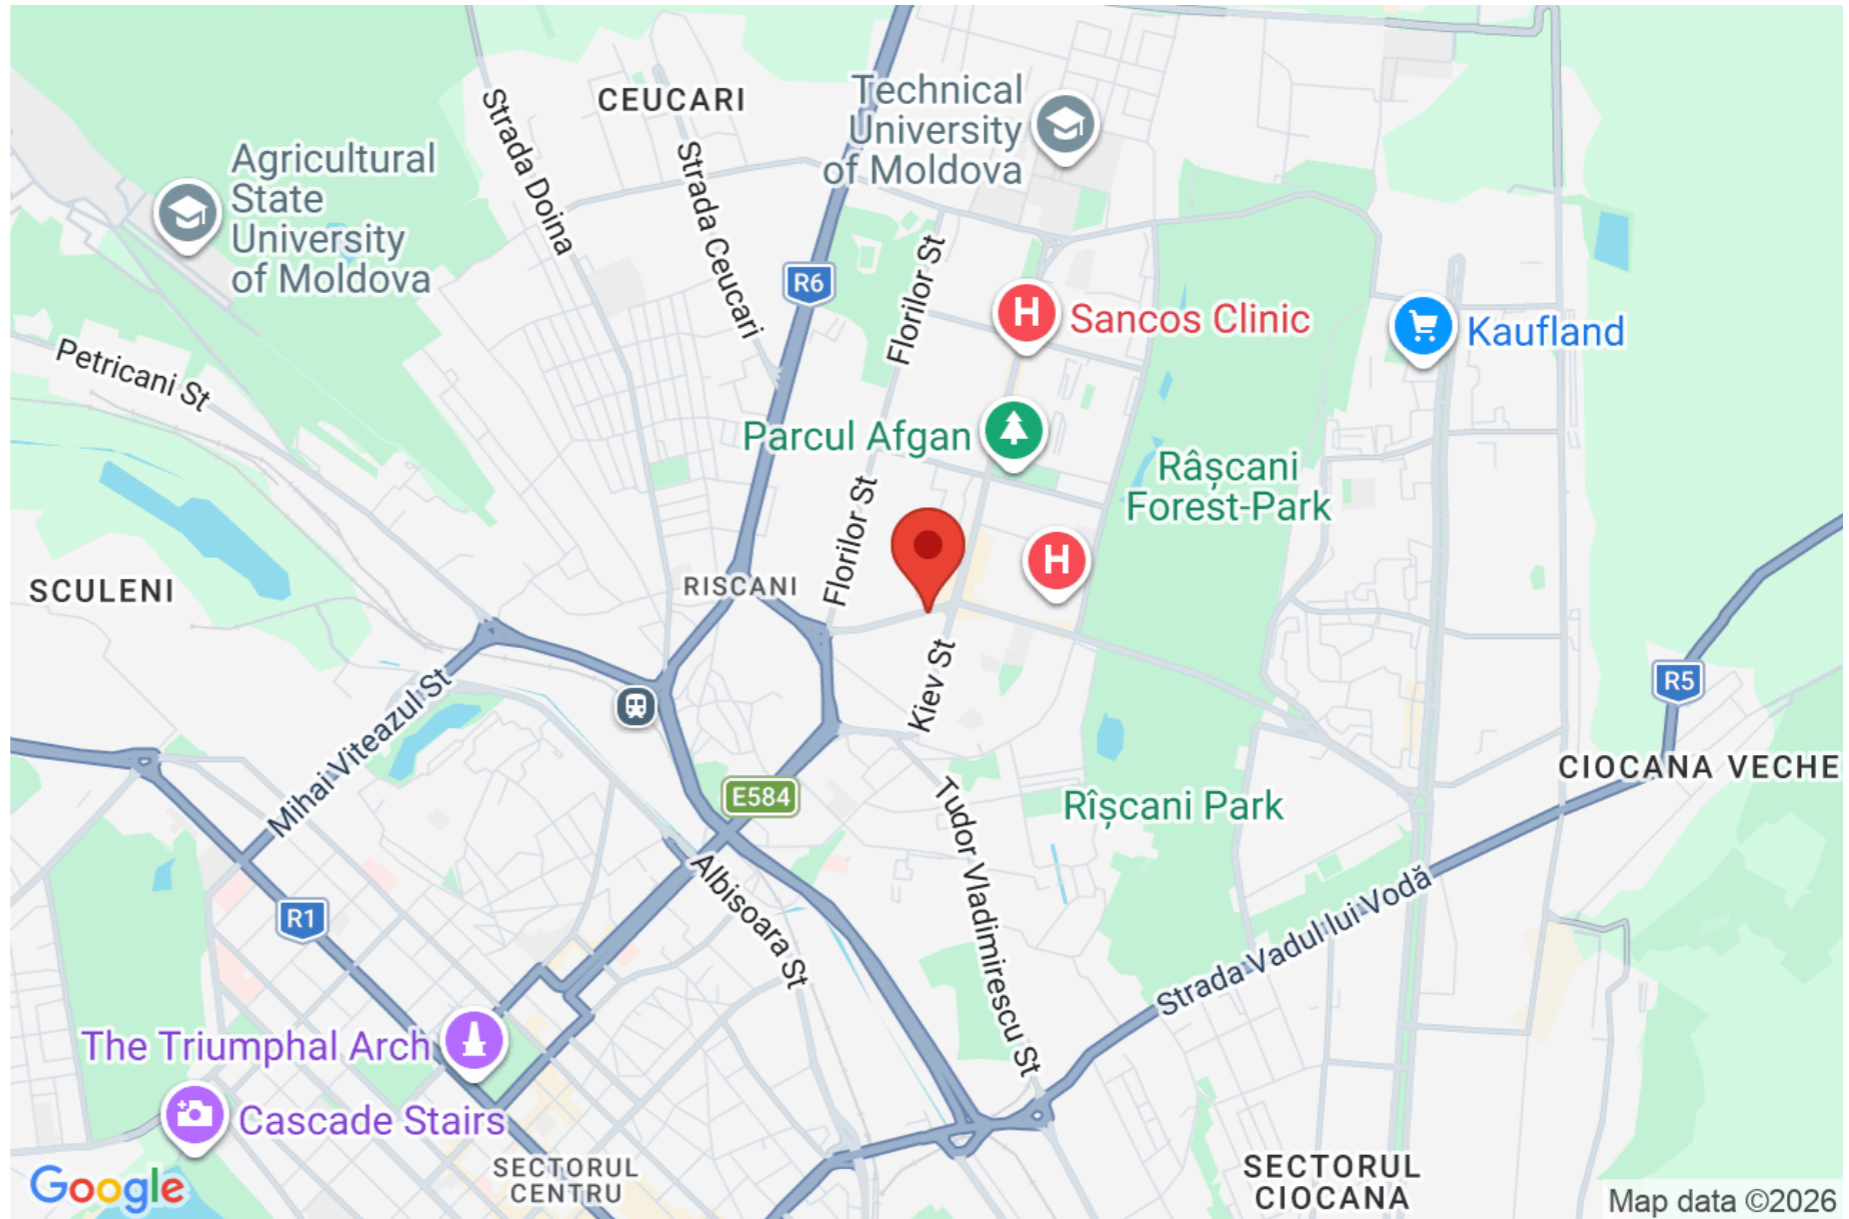 CEUCARI
Technical
University
of Moldova
Strada Doina
Strada Ceucari
Agricultural
State
University
of Moldova
R6
Florilor St
H
Sancos Clinic
Kaufland
Petricani St
Parcul Afgan
Râșcani
Forest-Park
Florilor St
H
SCULENI
RISCANI
Kiev St
R5
Mihai Viteazul St
CIOCANA VECHE
E584
Rîșcani Park
Tudor Vladimirescu St
Albisoara St
R1
Strada Vadul lui Vodă
The Triumphal Arch
Cascade Stairs
SECTORUL
CENTRU
SECTORUL
CIOCANA
Google
Map data ©2026